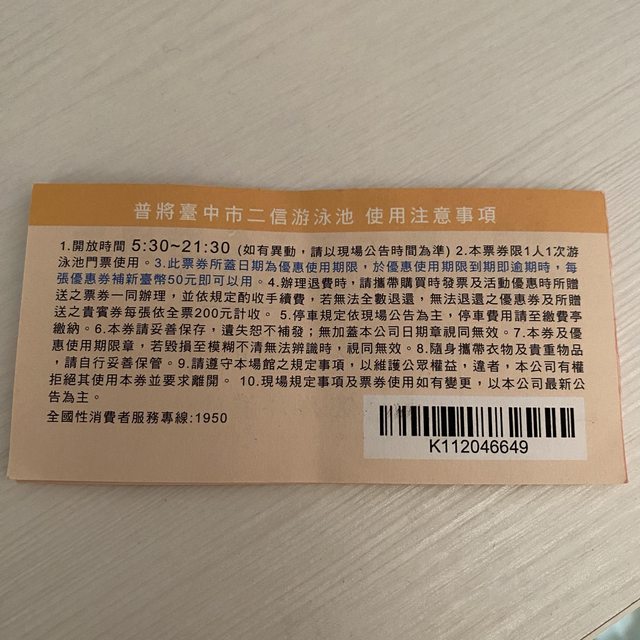 普將臺中市二信游泳池 使用注意事項
1.開放時間 5:30~21:30 (如有異動，請以現場公告時間為準) 2.本票券限1人1次游
泳池門票使用。3.此票券所蓋日期為優惠使用期限，於優惠使用期限到期即逾期時，每
張優惠券補新臺幣50元即可以用。4.辦理退費時，請攜帶購買時發票及活動優惠時所贈
送之票券一同辦理，並依規定酌收手續費，若無法全數退還，無法退還之優惠券及所贈
送之貴賓券每張依全票200元計收。 5.停車規定依現場公告為主，停車費用請至繳費亭
繳納。6.本券請妥善保存，遺失恕不補發；無加蓋本公司日期章視同無效。7.本券及優
惠使用期限章，若毀損至模糊不清無法辨識時，視同無效。8.隨身攜帶衣物及貴重物品
，請自行妥善保管。9.請遵守本場館之規定事項，以維護公眾權益，違者，本公司有權
拒絕其使用本券並要求離開。 10.現場規定事項及票券使用如有變更，以本公司最新公
告為主。
全國性消費者服務專線:1950
K112046649